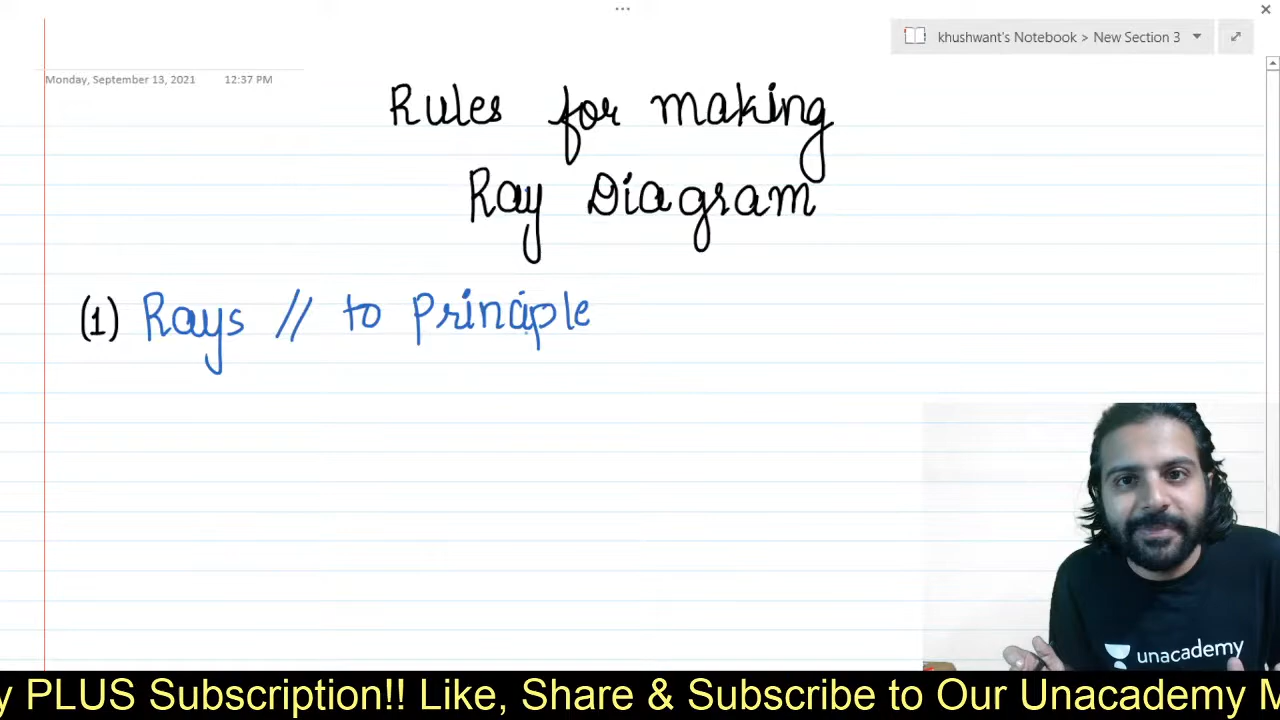 khushwant's Notebook > New Section 3
Monday, September 13, 2021 12:37 PM
Rules for making
Ray Diagram
(1) Rays // to Principle
unacademy
y PLUS Subscription!! Like, Share & Subscribe to Our Unacademy M